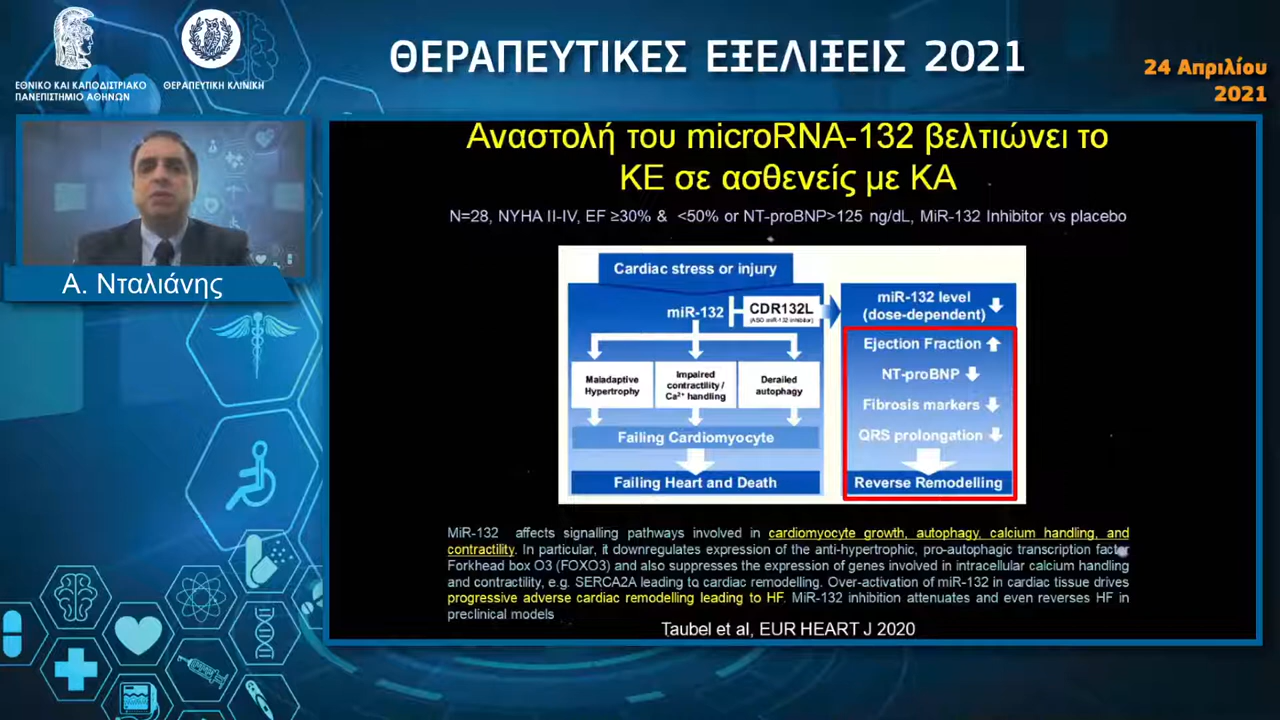 ΕΘΝΙΚΟ ΚΑΙ ΚΑΠΟΔΙΣΤΡΙΑΚΟ
ΠΑΝΕΠΙΣΤΗΜΙΟ ΑΘΗΝΩΝ
ΘΕΡΑΠΕΥΤΙΚΗ ΚΛΙΝΙΚΗ
ΘΕΡΑΠΕΥΤΙΚΕΣ ΕΞΕΛΙΞΕΙΣ 2021
24 Απριλίου
2021
Α. Νταλιάνης
Αναστολή του microRNA-132 βελτιώνει το
ΚΕ σε ασθενείς με ΚΑ
N=28, NYHA II-IV, EF ≥30% & <50% or NT-proBNP>125 ng/dL, MiR-132 Inhibitor vs placebo
Cardiac stress or injury
miR-132
CDR132L
(ASO miR-132 inhibitor)
Maladaptive
Hypertrophy
Impaired
contractility /
Ca²⁺ handling
Derailed
autophagy
Failing Cardiomyocyte
Failing Heart and Death
miR-132 level
(dose-dependent)
Ejection Fraction
NT-proBNP
Fibrosis markers
QRS prolongation
Reverse Remodelling
MiR-132 affects signalling pathways involved in cardiomyocyte growth, autophagy, calcium handling, and
contractility. In particular, it downregulates expression of the anti-hypertrophic, pro-autophagic transcription factor
Forkhead box O3 (FOXO3) and also suppresses the expression of genes involved in intracellular calcium handling
and contractility, e.g. SERCA2A leading to cardiac remodelling. Over-activation of miR-132 in cardiac tissue drives
progressive adverse cardiac remodelling leading to HF. MiR-132 inhibition attenuates and even reverses HF in
preclinical models
Taubel et al, EUR HEART J 2020